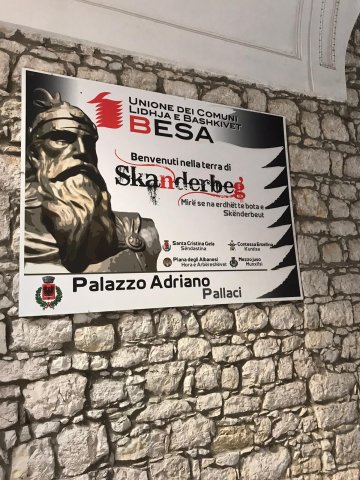 UNIONE DEI COMUNI
LIDHJA E BASHKIVET
BESA
Benvenuti nella terra di
Skanderbeg
Mirë se na erdhët te bota e
Skënderbeut
Santa Cristina Gela
Sëndastina
Contessa Entellina
Kundisa
Piana degli Albanesi
Hora e Arbëreshëvet
Mezzojuso
Munxifsi
Palazzo Adriano
Pallaci